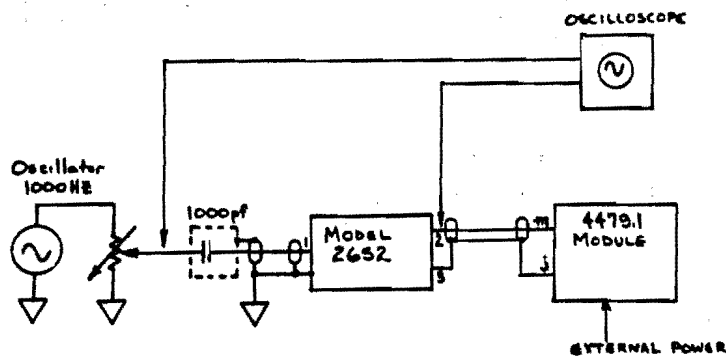 OSCILLOSCOPE
Oscillator
1000HZ
1000pf
1
MODEL
2652
2
3
m
j
4479.1
MODULE
EXTERNAL POWER